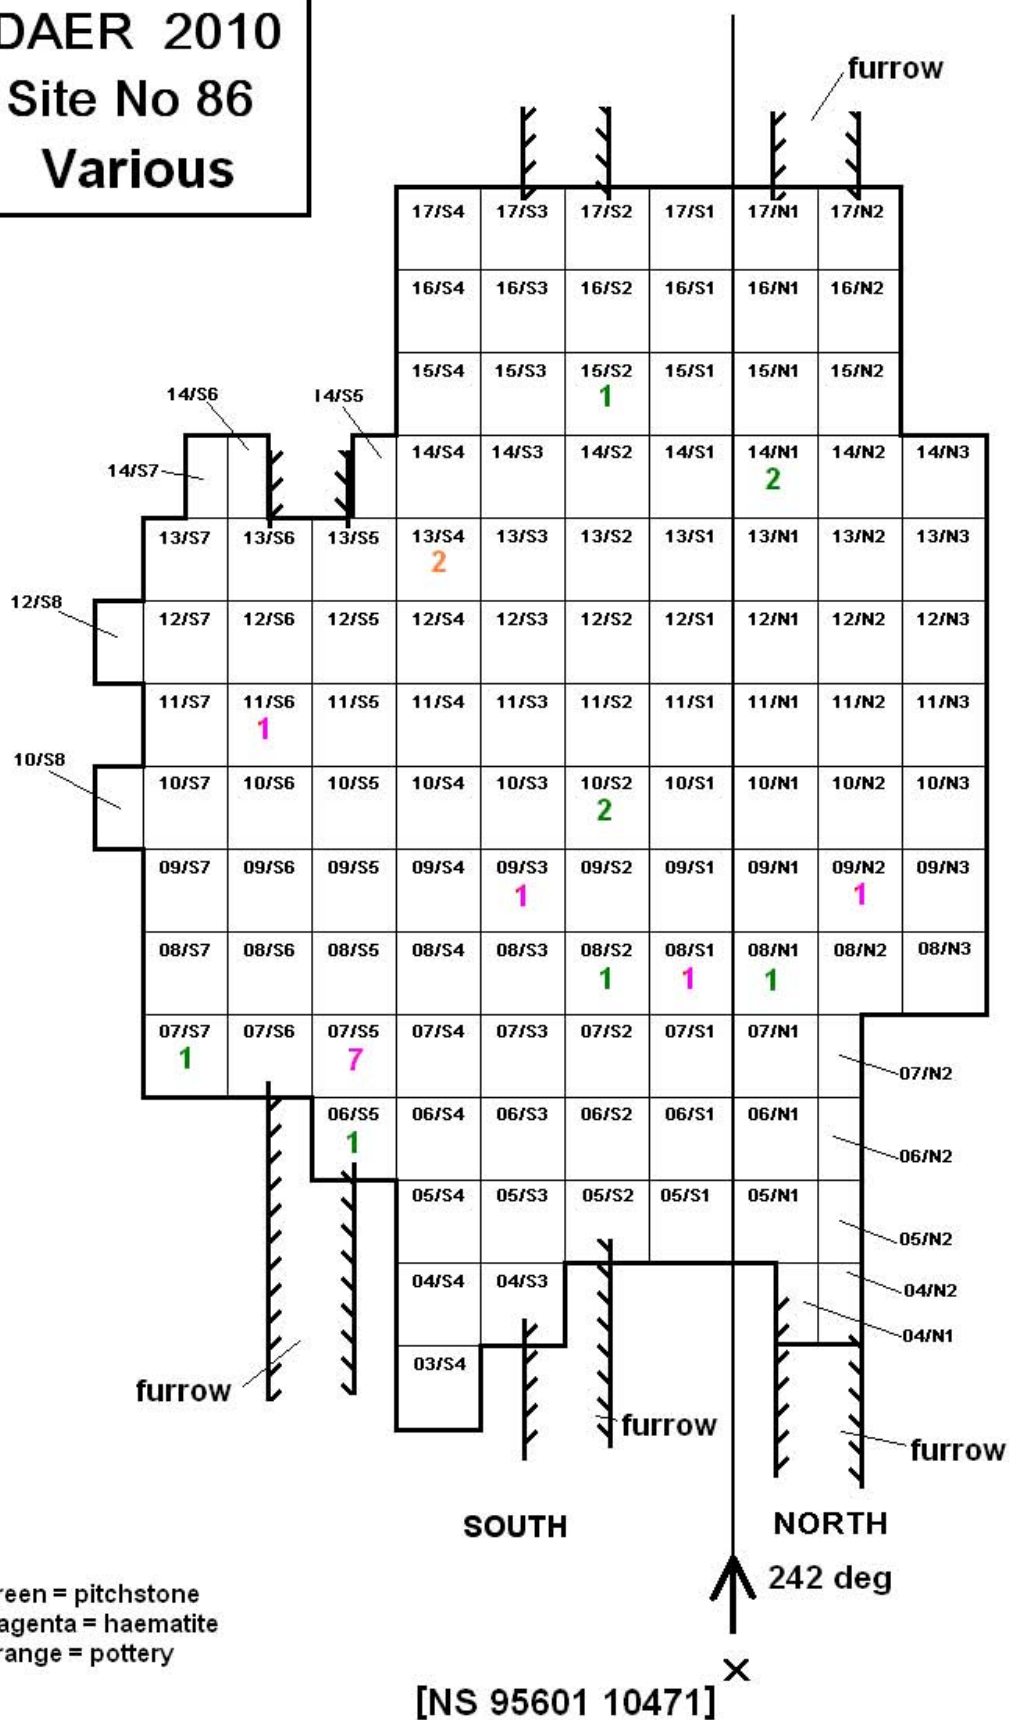 DAER 2010
Site No 86
Various
furrow
17/S4 17/S3 17/S2 17/S1 17/N1 17/N2
16/S4 16/S3 16/S2 16/S1 16/N1 16/N2
15/S4 15/S3 15/S2 15/S1 15/N1 15/N2
1
14/S6 14/S5
14/S7 14/S4 14/S3 14/S2 14/S1 14/N1 14/N2 14/N3
2
13/S7 13/S6 13/S5 13/S4 13/S3 13/S2 13/S1 13/N1 13/N2 13/N3
2
12/S8 12/S7 12/S6 12/S5 12/S4 12/S3 12/S2 12/S1 12/N1 12/N2 12/N3
11/S7 11/S6 11/S5 11/S4 11/S3 11/S2 11/S1 11/N1 11/N2 11/N3
1
10/S8 10/S7 10/S6 10/S5 10/S4 10/S3 10/S2 10/S1 10/N1 10/N2 10/N3
2
09/S7 09/S6 09/S5 09/S4 09/S3 09/S2 09/S1 09/N1 09/N2 09/N3
1 1
08/S7 08/S6 08/S5 08/S4 08/S3 08/S2 08/S1 08/N1 08/N2 08/N3
1 1 1
07/S7 07/S6 07/S5 07/S4 07/S3 07/S2 07/S1 07/N1
1 7 07/N2
06/S5 06/S4 06/S3 06/S2 06/S1 06/N1
1 06/N2
05/S4 05/S3 05/S2 05/S1 05/N1
05/N2
04/S4 04/S3 04/N2
04/N1
03/S4
furrow
furrow
furrow
SOUTH NORTH
242 deg
reen = pitchstone
agenta = haematite
range = pottery
[NS 95601 10471]